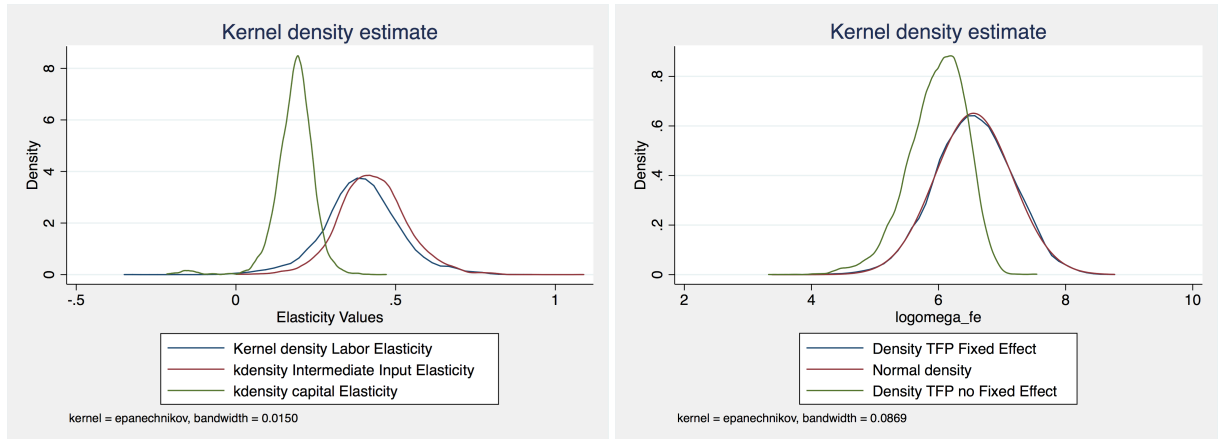 Kernel density estimate
Density
8
6
4
2
0
-.5
0
.5
1
Elasticity Values
Kernel density Labor Elasticity
kdensity Intermediate Input Elasticity
kdensity capital Elasticity
kernel = epanechnikov, bandwidth = 0.0150
Kernel density estimate
Density
.8
.6
.4
.2
0
2
4
6
8
10
logomega_fe
Density TFP Fixed Effect
Normal density
Density TFP no Fixed Effect
kernel = epanechnikov, bandwidth = 0.0869